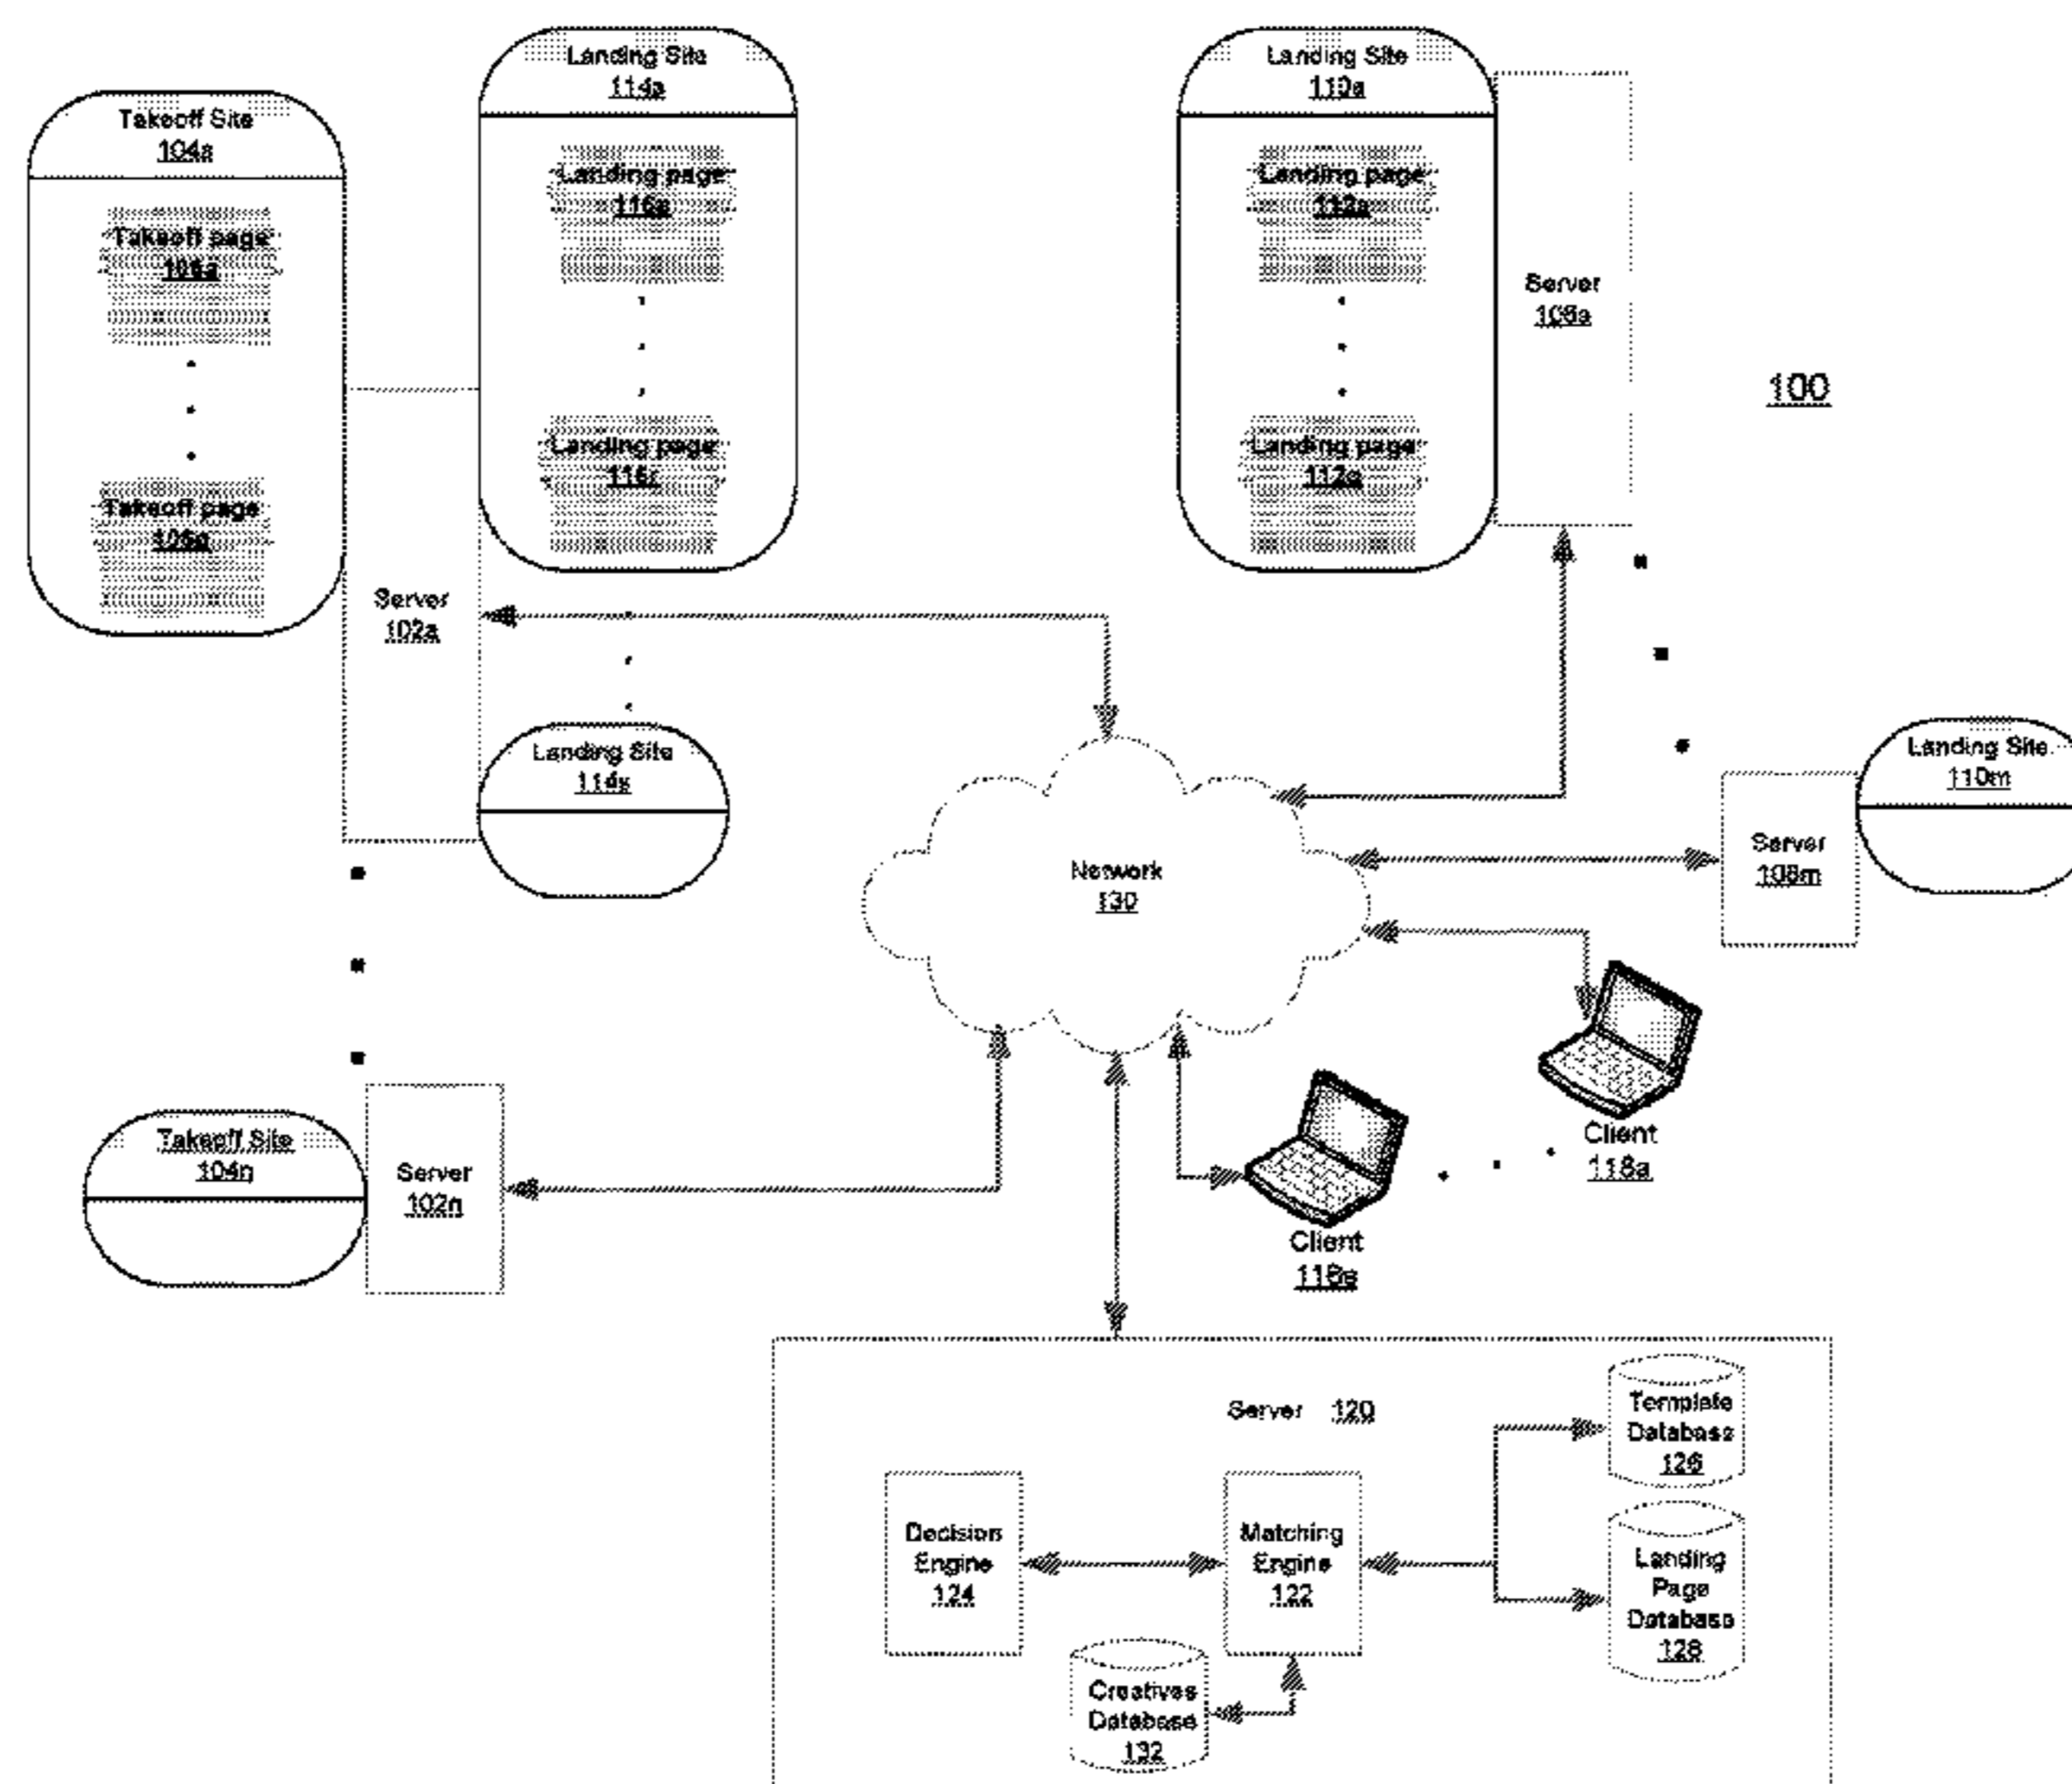 Landing Site
114a
Landing Site
110a
Takeoff Site
104a
Landing page
116a
Landing page
112a
Takeoff page
106a
Server
108a
100
Landing page
116r
Landing page
Takeoff page
Server
102a
Landing Site
114s
Landing Site
110m
Network
130
Server
108m
Takeoff Site
104n
Server
102n
Client
118a
Client
Server 120
Template
Database
126
Decision
Engine
124
Matching
Engine
122
Landing
Page
Database
128
Creatives
Database
132